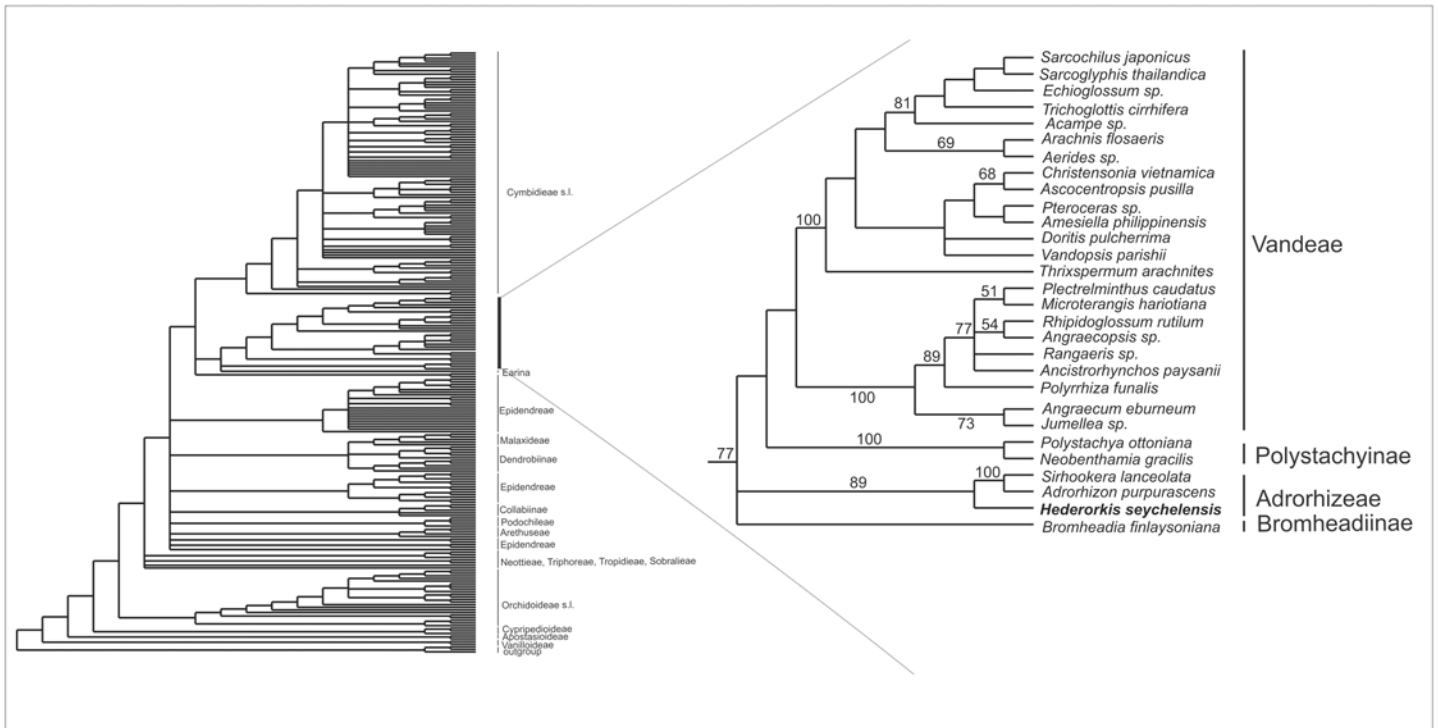 Cymbidieae s.l.
Earina
Epidendreae
Malaxideae
Dendrobiinae
Epidendreae
Collabiinae
Podochileae
Arethuseae
Epidendreae
Neottieae, Triphoreae, Tropidieae, Sobralieae
Orchidoideae s.l.
Cypripedioideae
Apostasioideae
Vanilloideae
outgroup
Sarcochilus japonicus
Sarcoglyphis thailandica
Echioglossum sp.
81
Trichoglottis cirrhifera
Acampe sp.
Arachnis flosaeris
69
Aerides sp.
Christensonia vietnamica
68
Ascocentropsis pusilla
Pteroceras sp.
100
Amesiella philippinensis
Doritis pulcherrima
Vandeae
Vandopsis parishii
Thrixspermum arachnites
Plectrelminthus caudatus
51
Microterangis hariotiana
Rhipidoglossum rutilum
77 54
Angraecopsis sp.
89
Rangaeris sp.
Ancistrorhynchos paysanii
Polyrrhiza funalis
100
Angraecum eburneum
73
Jumellea sp.
100
Polystachya ottoniana
77
Polystachyinae
Neobenthamia gracilis
100
Sirhookera lanceolata
89
Adrorhizon purpurascens
Adrorhizeae
Hederorkis seychelensis
Bromheadia finlaysoniana
Bromheadiinae